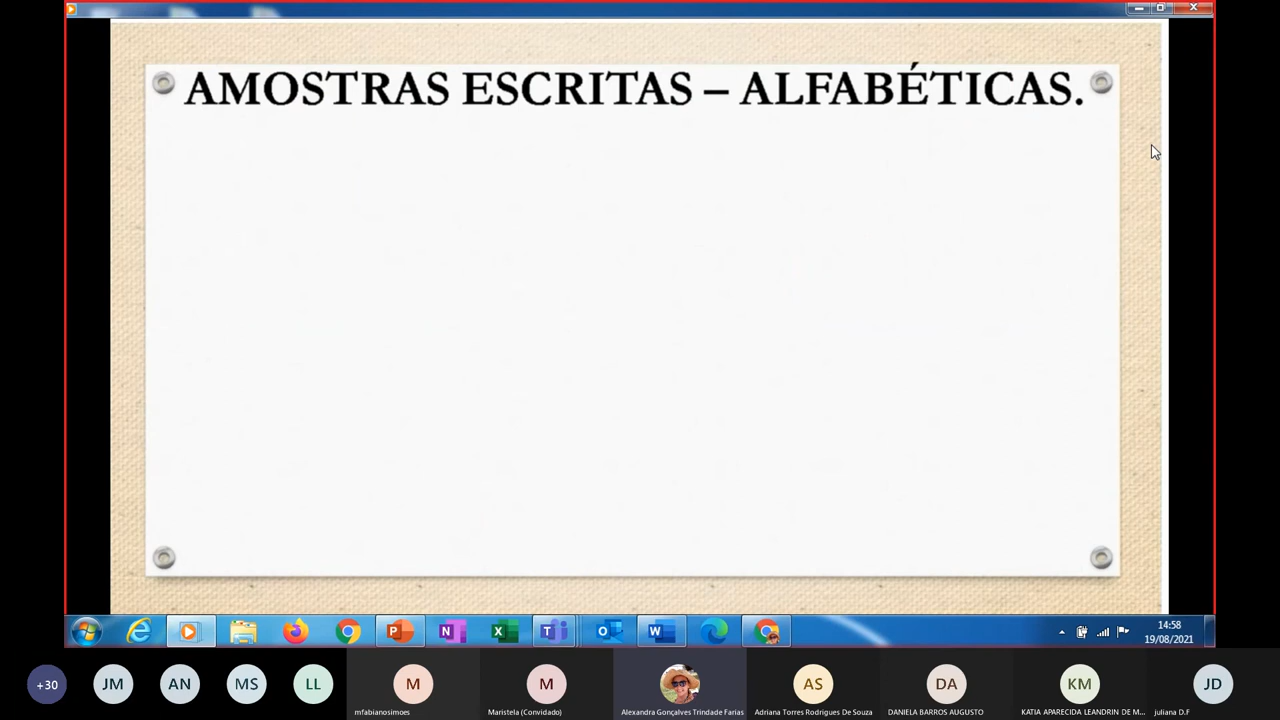 AMOSTRAS ESCRITAS – ALFABÉTICAS.
14:58
19/08/2021
+30
JM
AN
MS
LL
M
mfabianosimoes
M
Maristela (Convidado)
Alexandra Gonçalves Trindade Farias
AS
Adriana Torres Rodrigues De Souza
DA
DANIELA BARROS AUGUSTO
KM
KATIA APARECIDA LEANDRIN DE M...
JD
juliana D.F